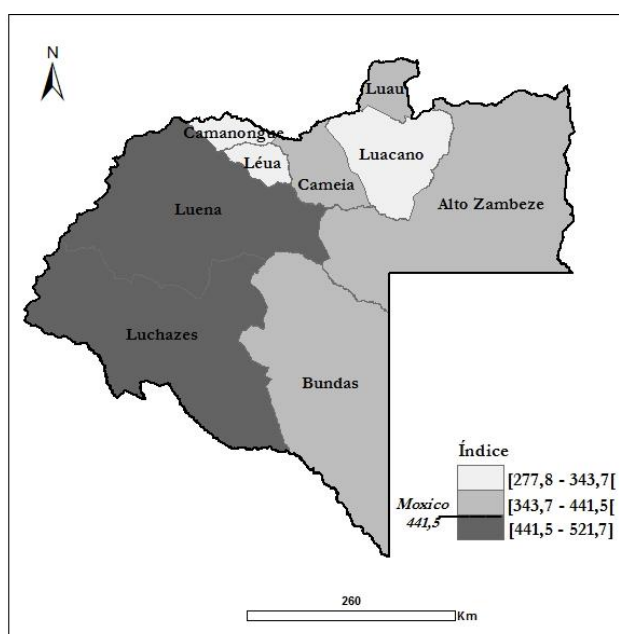 N
Luau
Camanongue
Léua
Luacano
Cameia
Luena
Alto Zambeze
Luchazes
Bundas
Índice
[277,8 - 343,7[
[343,7 - 441,5[
Moxico
441,5
[441,5 - 521,7]
260
Km